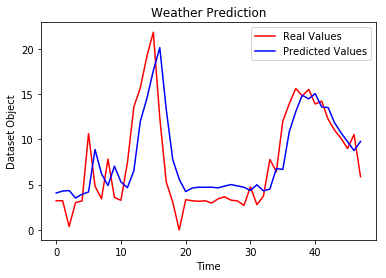 Weather Prediction
Real Values
Predicted Values
Dataset Object
20
15
10
5
0
0
10
20
30
40
Time